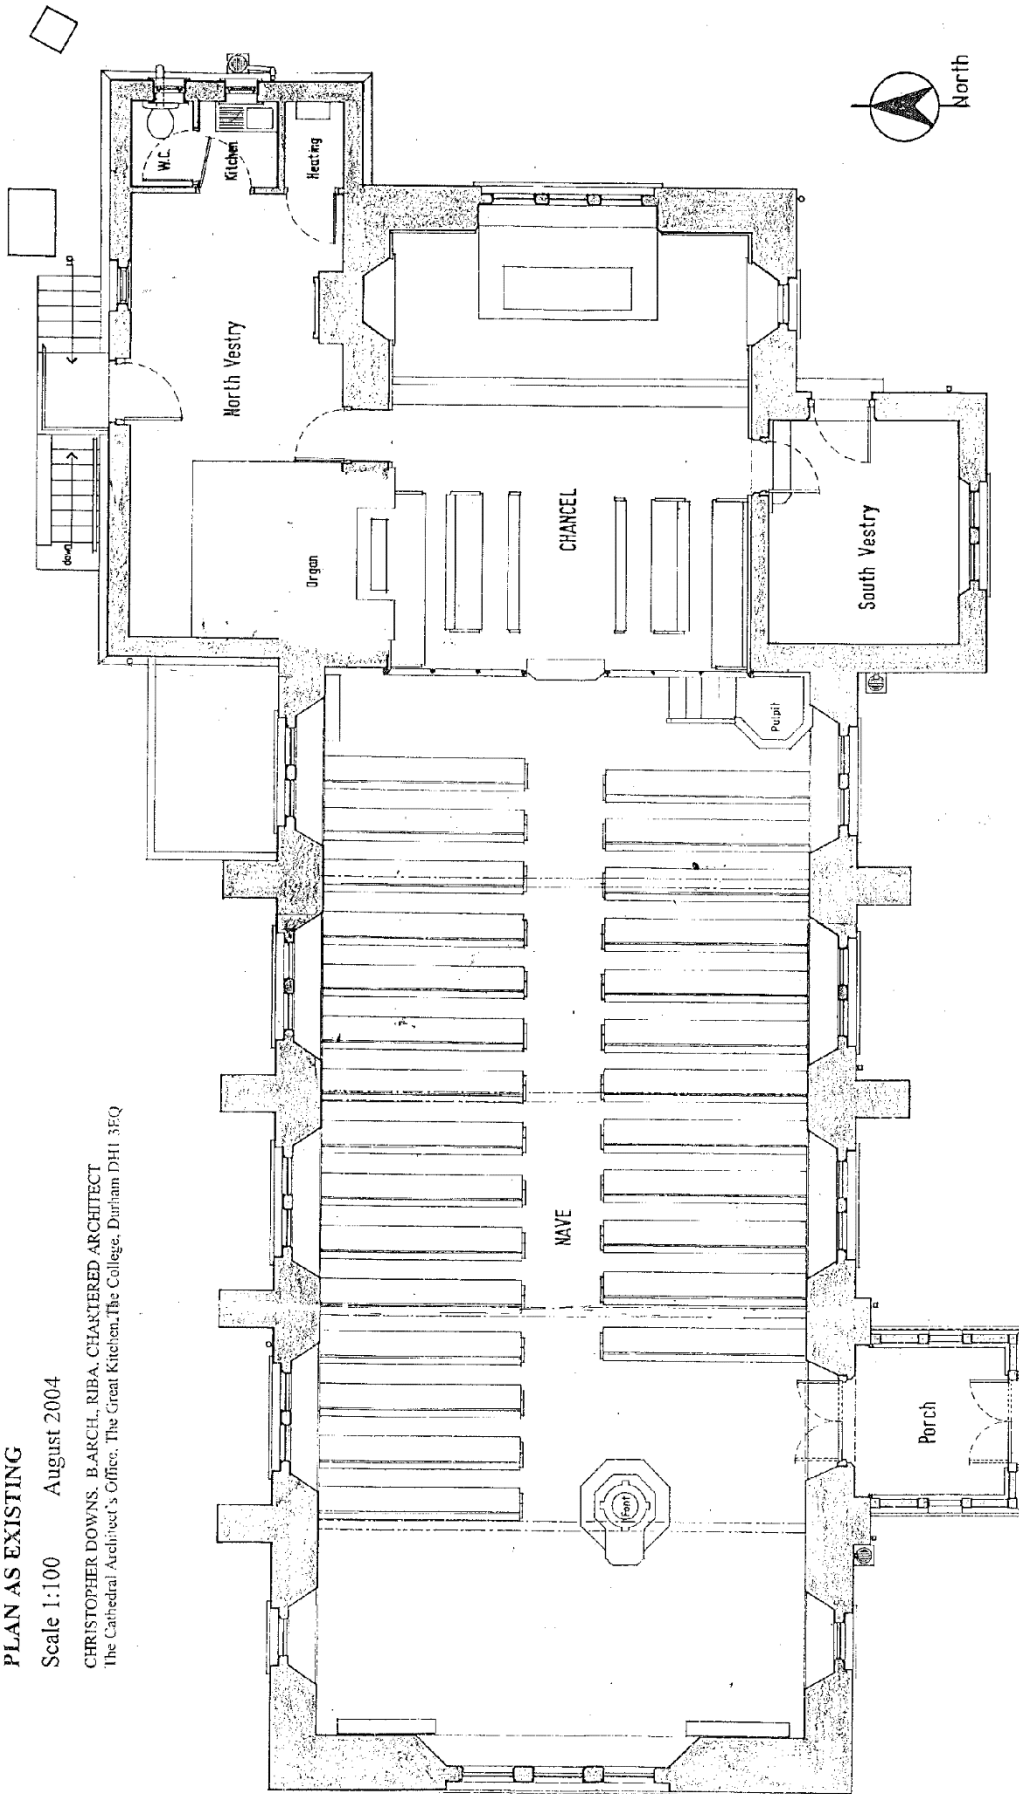 PLAN AS EXISTING
Scale 1:100 August 2004
CHRISTOPHER DOWNS. B.ARCH., RIBA, CHARTERED ARCHITECT
The Cathedral Architect's Office, The Great Kitchen, The College, Durham DH1 3EQ
W.C.
Kitchen
Heating
North
North Vestry
down
Organ
CHANCEL
South Vestry
Pulpit
NAVE
Font
Porch